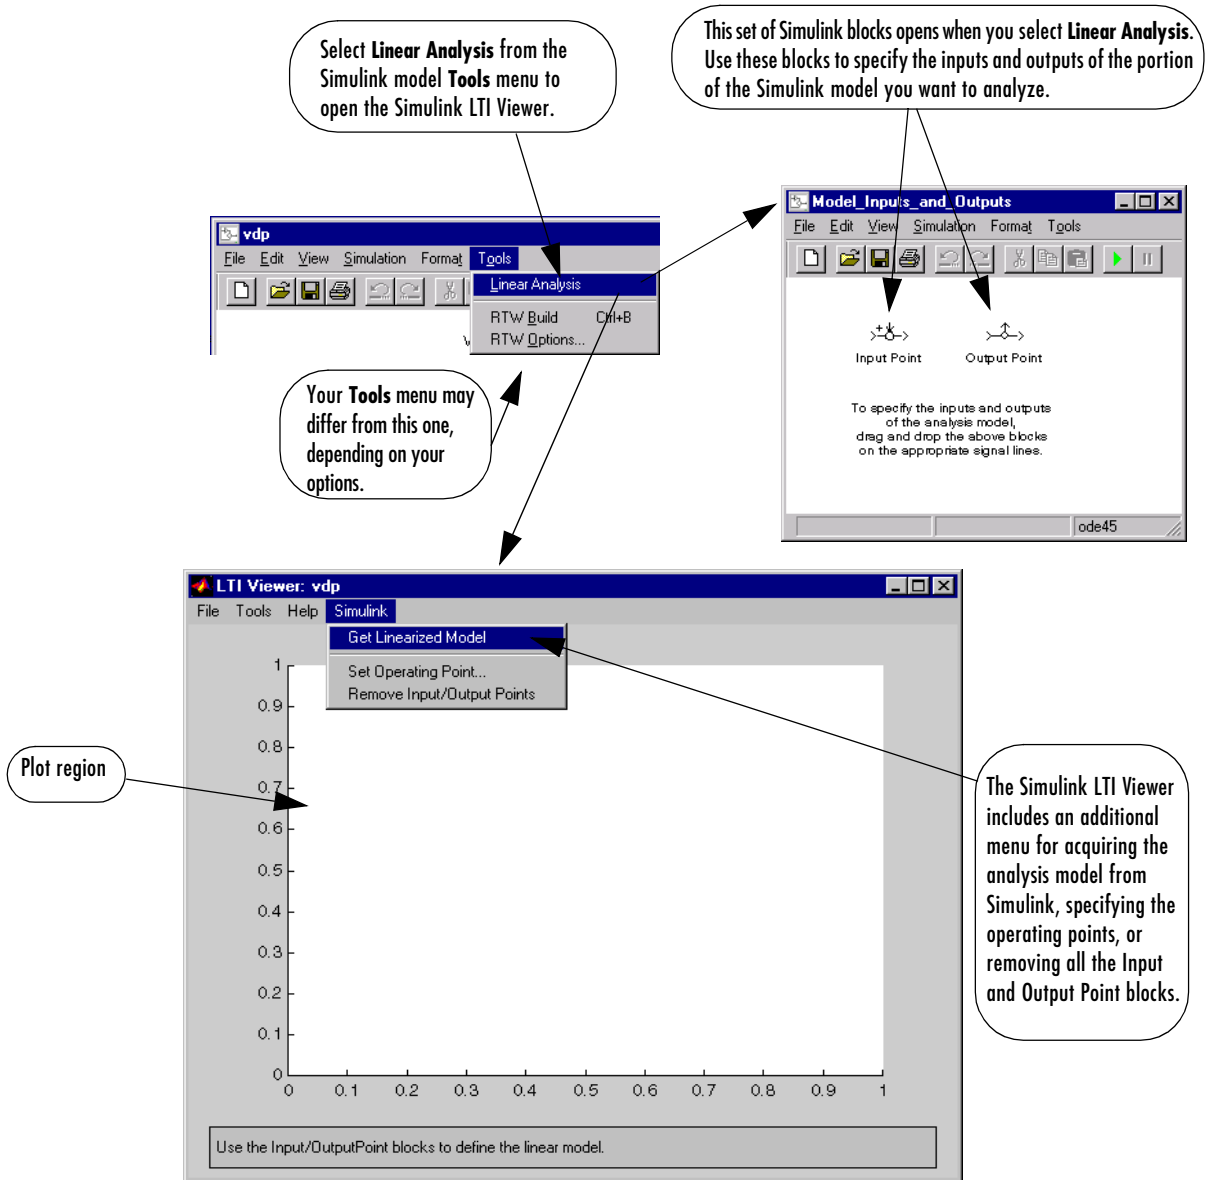 Select Linear Analysis from the
Simulink model Tools menu to
open the Simulink LTI Viewer.
This set of Simulink blocks opens when you select Linear Analysis.
Use these blocks to specify the inputs and outputs of the portion
of the Simulink model you want to analyze.
vdp
File Edit View Simulation Format Tools
Linear Analysis
RTW Build Ctrl+B
RTW Options...
Your Tools menu may
differ from this one,
depending on your
options.
Model_Inputs_and_Outputs
File Edit View Simulation Format Tools
Input Point Output Point
To specify the inputs and outputs
of the analysis model,
drag and drop the above blocks
on the appropriate signal lines.
ode45
LTI Viewer: vdp
File Tools Help Simulink
Get Linearized Model
Set Operating Point...
Remove Input/Output Points
1
0.9
0.8
0.7
0.6
0.5
0.4
0.3
0.2
0.1
0
0 0.1 0.2 0.3 0.4 0.5 0.6 0.7 0.8 0.9 1
Plot region
The Simulink LTI Viewer
includes an additional
menu for acquiring the
analysis model from
Simulink, specifying the
operating points, or
removing all the Input
and Output Point blocks.
Use the Input/OutputPoint blocks to define the linear model.